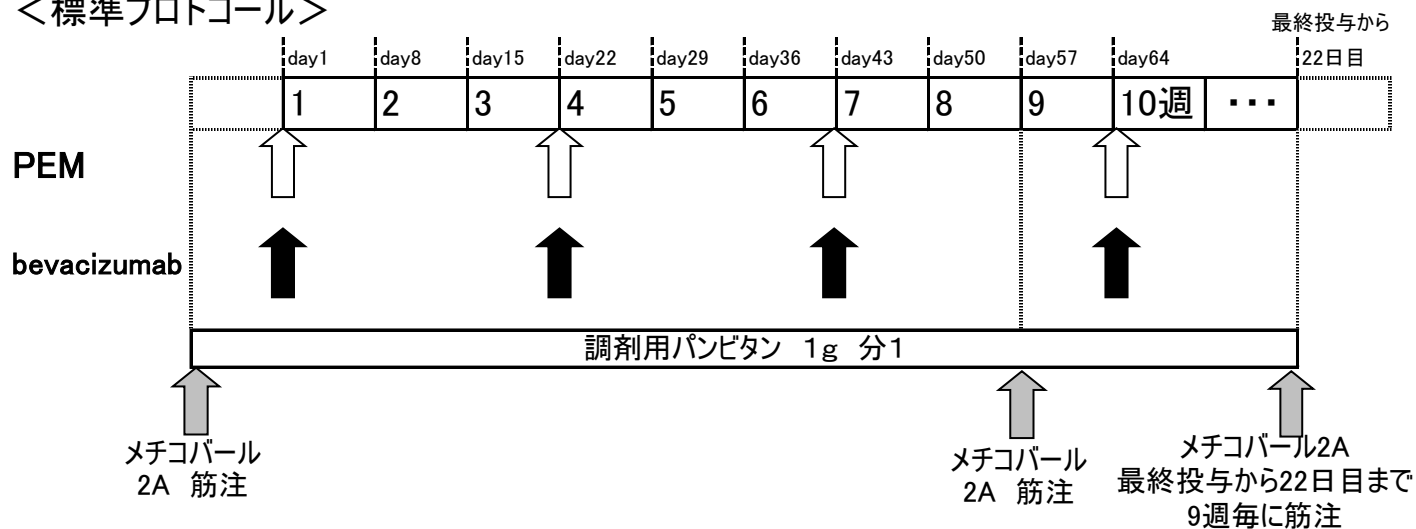 ＜標準プロトコール＞
最終投与から
day1 day8 day15 day22 day29 day36 day43 day50 day57 day64 22日目
1 2 3 4 5 6 7 8 9 10週 ・・・
PEM
bevacizumab
調剤用パンビタン 1g 分1
メチコバール
2A 筋注
メチコバール
2A 筋注
メチコバール2A
最終投与から22日目まで
9週毎に筋注